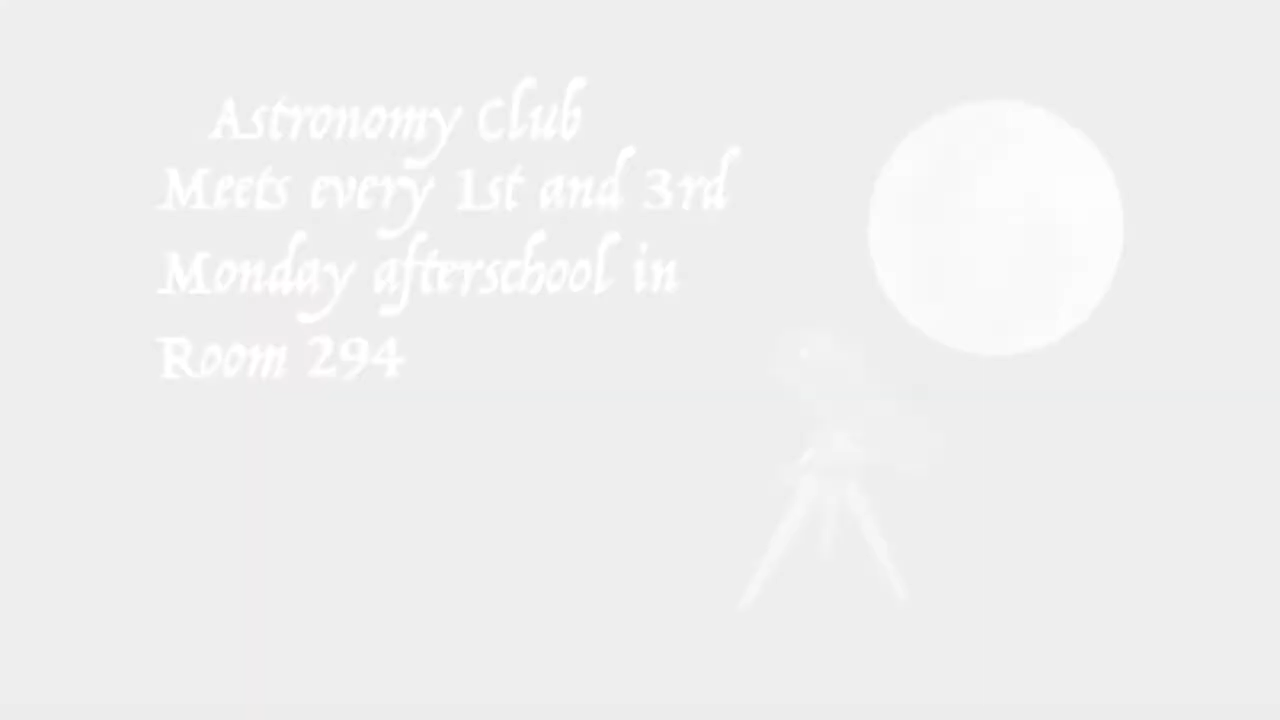 Astronomy Club
Meets every 1st and 3rd
Monday afterschool in
Room 294